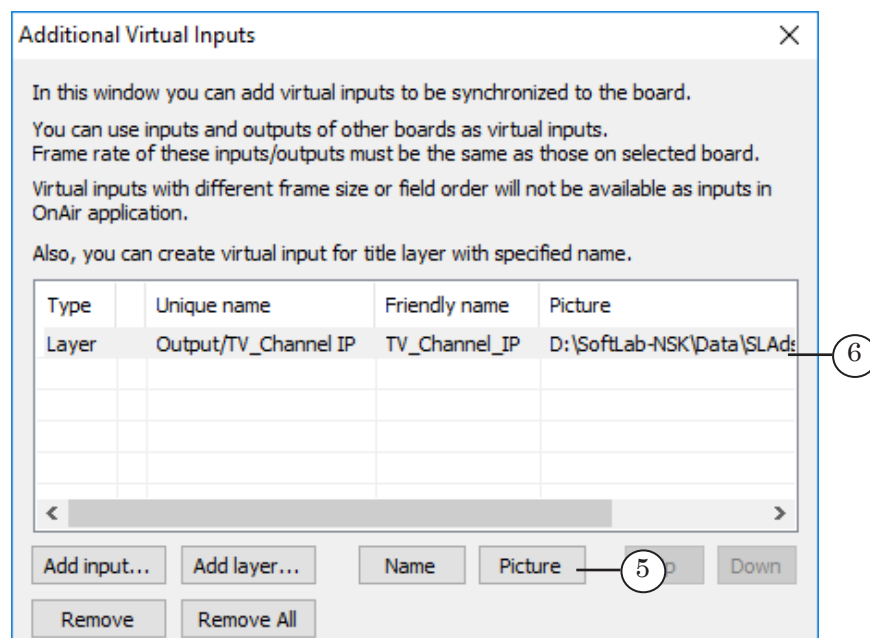 Additional Virtual Inputs
In this window you can add virtual inputs to be synchronized to the board.
You can use inputs and outputs of other boards as virtual inputs.
Frame rate of these inputs/outputs must be the same as those on selected board.
Virtual inputs with different frame size or field order will not be available as inputs in
OnAir application.
Also, you can create virtual input for title layer with specified name.
Type Unique name Friendly name Picture
Layer Output/TV_Channel IP TV_Channel_IP D:\SoftLab-NSK\Data\SLAds
6
Add input... Add layer... Name Picture 5 Down
Remove Remove All